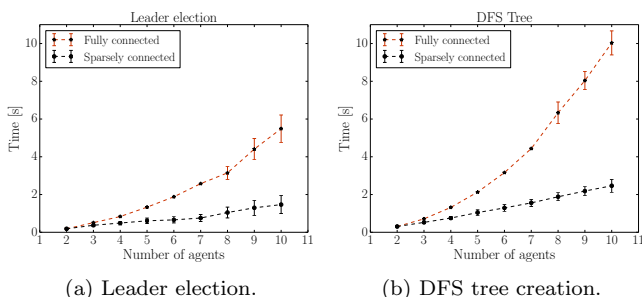 Leader election
Fully connected
Sparsely connected
Time [s]
10
8
6
4
2
0
1 2 3 4 5 6 7 8 9 10 11
Number of agents
(a) Leader election.
DFS Tree
Fully connected
Sparsely connected
Time [s]
10
8
6
4
2
0
1 2 3 4 5 6 7 8 9 10 11
Number of agents
(b) DFS tree creation.